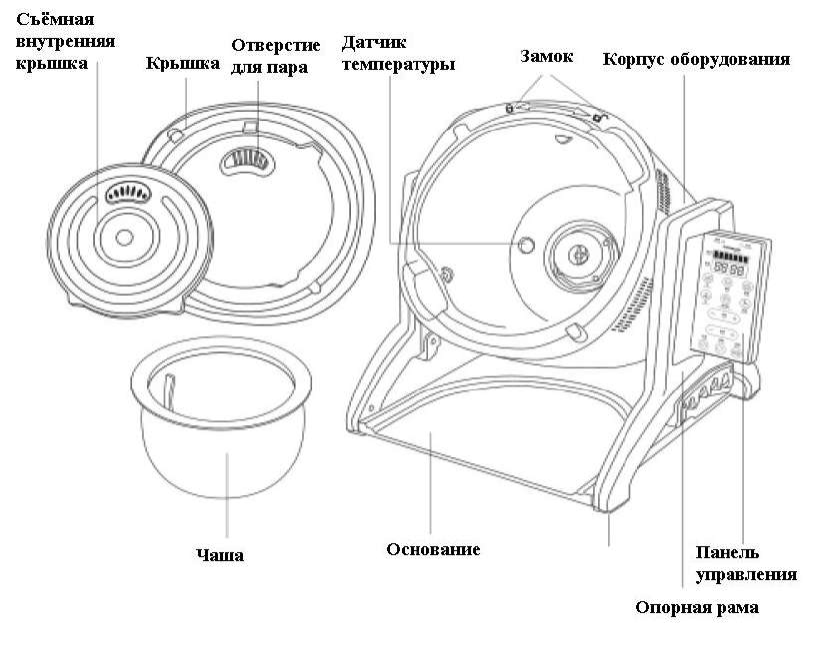 Съёмная
внутренняя
крышка
Крышка
Отверстие
для пара
Датчик
температуры
Замок
Корпус оборудования
Чаша
Основание
Панель
управления
Опорная рама